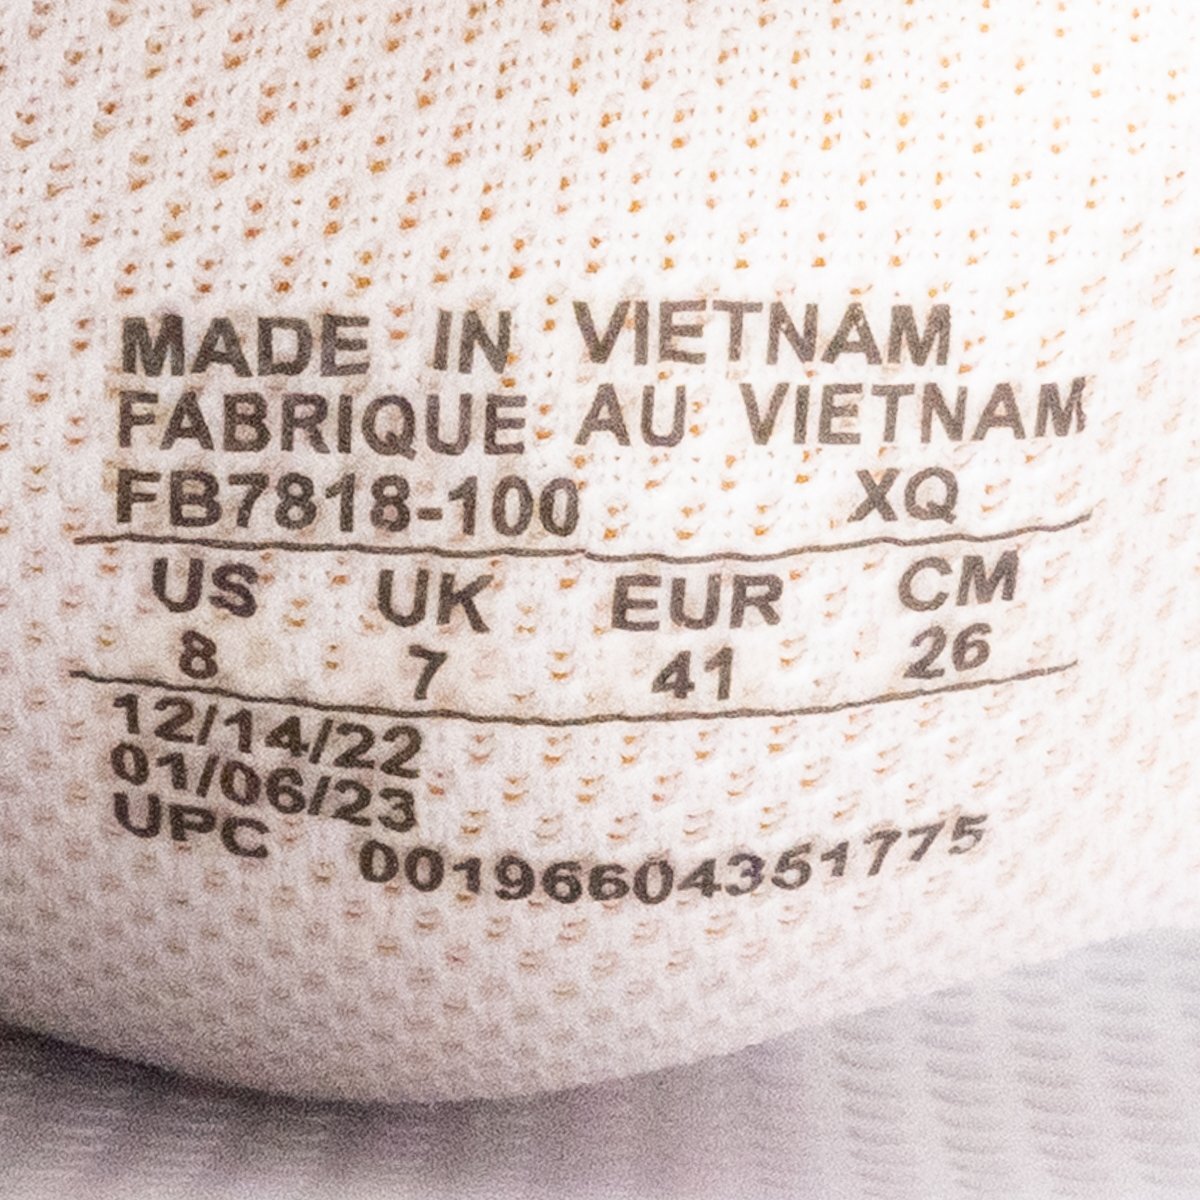 MADE IN VIETNAM
FABRIQUE AU VIETNAM
FB7818-100 XQ
US UK EUR CM
8 7 41 26
12/14/22
01/06/23
UPC 00196604351775